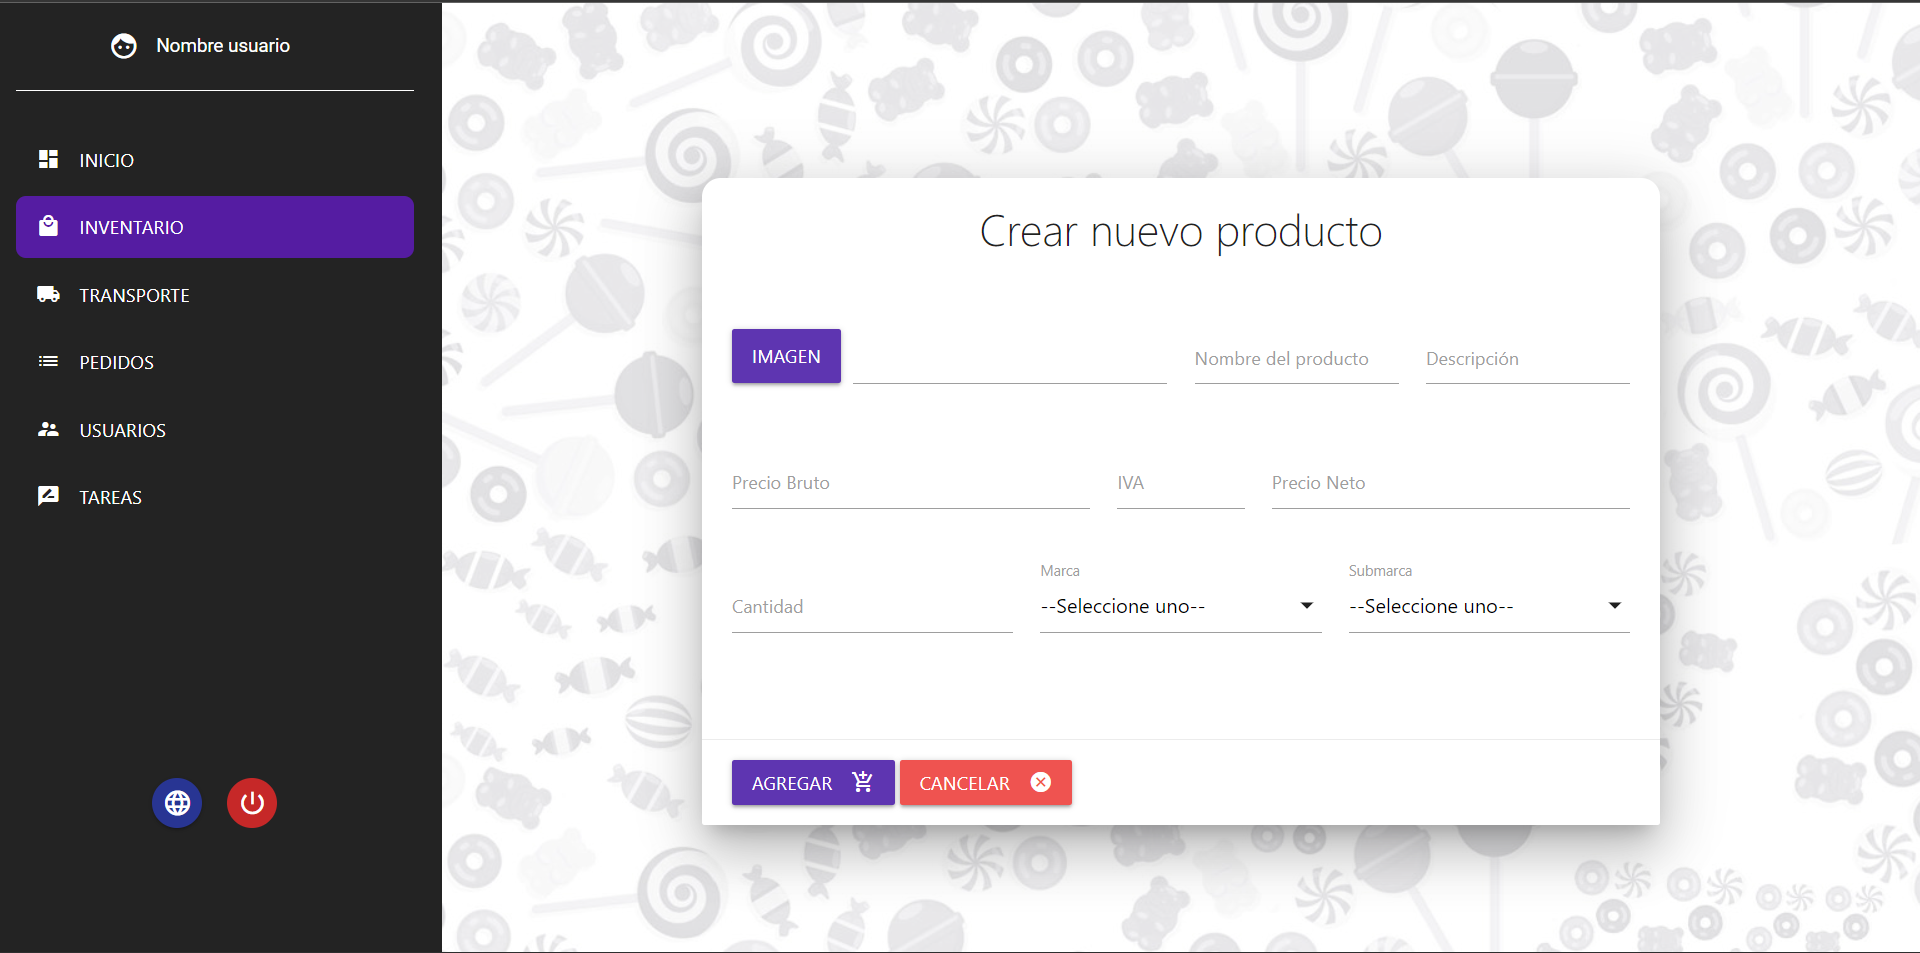 Nombre usuario
INICIO
INVENTARIO
TRANSPORTE
PEDIDOS
USUARIOS
TAREAS
Crear nuevo producto
IMAGEN
Nombre del producto
Descripción
Precio Bruto
IVA
Precio Neto
Cantidad
Marca
--Seleccione uno--
Submarca
--Seleccione uno--
AGREGAR
CANCELAR